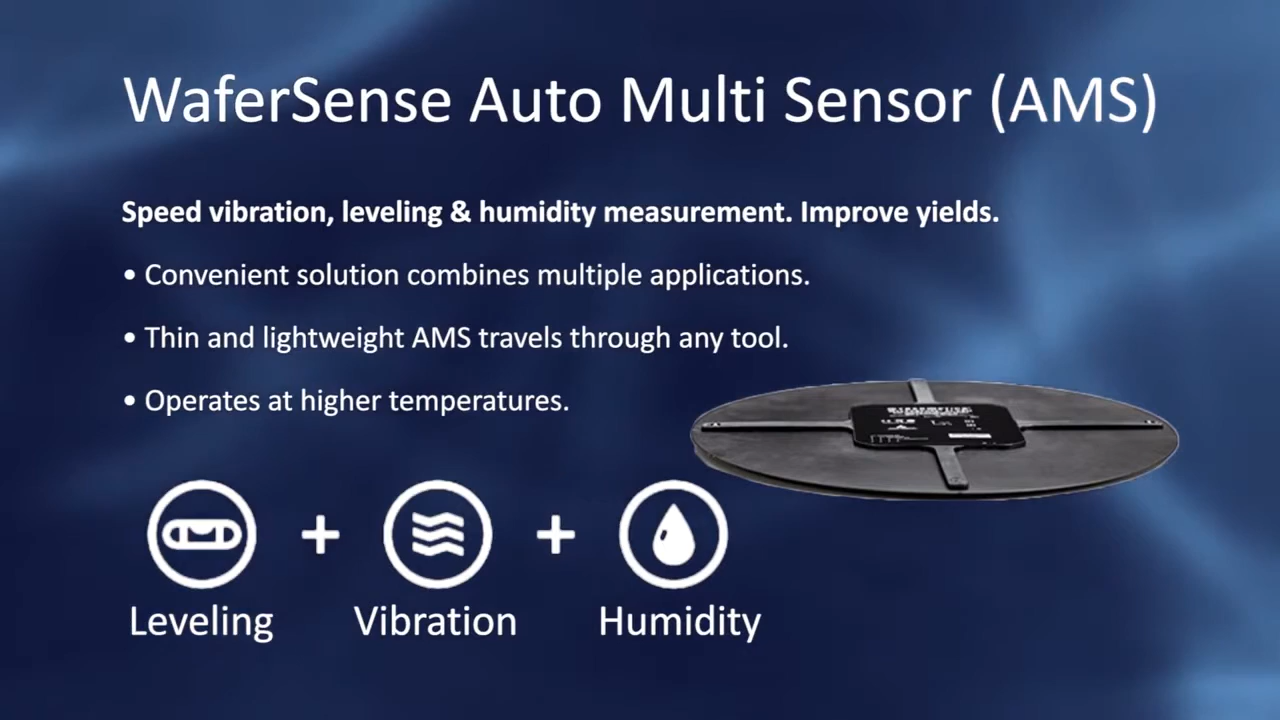 WaferSense Auto Multi Sensor (AMS)
Speed vibration, leveling & humidity measurement. Improve yields.
• Convenient solution combines multiple applications.
• Thin and lightweight AMS travels through any tool.
• Operates at higher temperatures.
Leveling + Vibration + Humidity